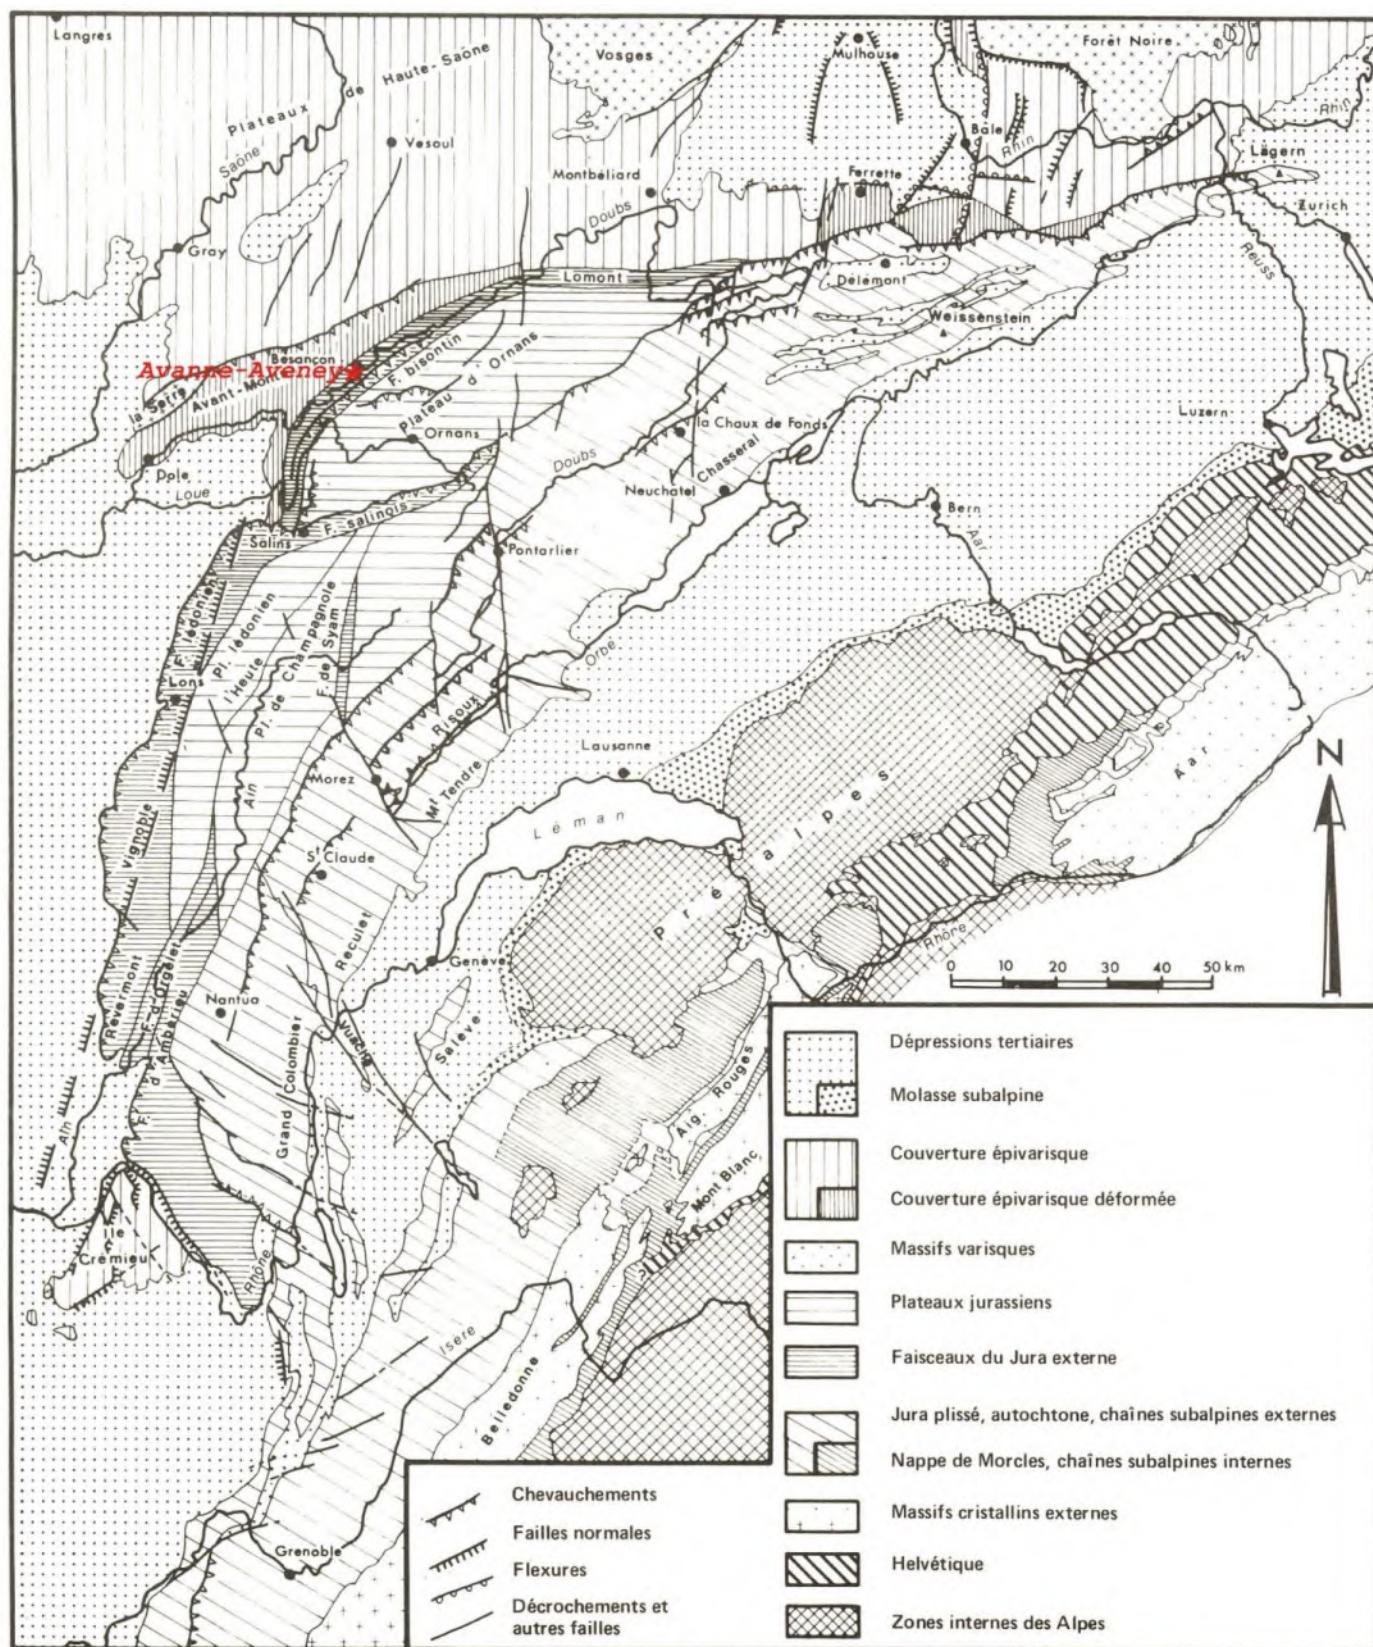 Langres
Plateaux de Haute-Saône
Saône
Vosges
Mulhouse
Forêt Noire
Rhin
Vesoul
Bâle
Rhin
Lägern
Montbéliard
Ferrette
Doubs
Zurich
Gray
Reuss
Lomont
Délémont
Weissenstein
Besançon
Avanne-Aveney
F. bisontin
la Serre
Avant-Mont
Plateau d'Ornans
Ornans
Luzern
la Chaux de Fonds
Dole
Doubs
Chasseral
Loue
Neuchatel
Bern
F. salinois
Salins
Pontarlier
Aar
F. lédonien
Pl. lédonien
l'Heute
Pl. de Champagnole
F. de Syam
Orbe
Lons
Risoux
Lausanne
Aar
N
Morez
Mt Tendre
Ain
Léman
Vignoble
St Claude
Préalpes
Reculet
Rhône
Genève
0 10 20 30 40 50 km
Revermont
F. d'Orgelet
F. d'Ambérieu
Nantua
Vuache
Salève
Grand Colombier
Aig. Rouges
Ain
Mont Blanc
Ile
Crémieu
Rhône
Isere
Belledonne
Grenoble
Dépressions tertiaires
Molasse subalpine
Couverture épivarisque
Couverture épivarisque déformée
Massifs varisques
Plateaux jurassiens
Faisceaux du Jura externe
Jura plissé, autochtone, chaînes subalpines externes
Nappe de Morcles, chaînes subalpines internes
Massifs cristallins externes
Helvétique
Zones internes des Alpes
Chevauchements
Failles normales
Flexures
Décrochements et
autres failles